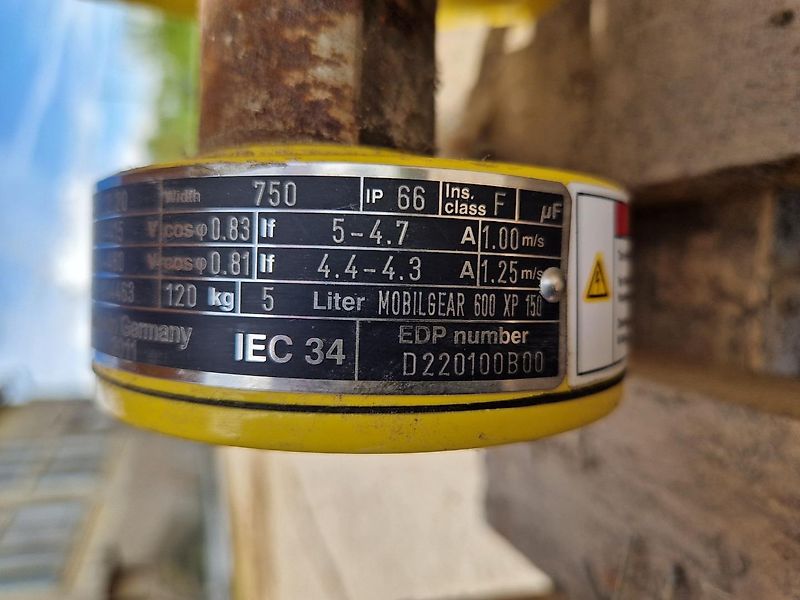 Width 750 IP 66 Ins. class F µF
V cosφ 0.83 If 5-4.7 A 1.00 m/s
V cosφ 0.81 If 4.4-4.3 A 1.25 m/s
120 kg 5 Liter MOBILGEAR 600 XP 150
Germany IEC 34 EDP number
D220100B00